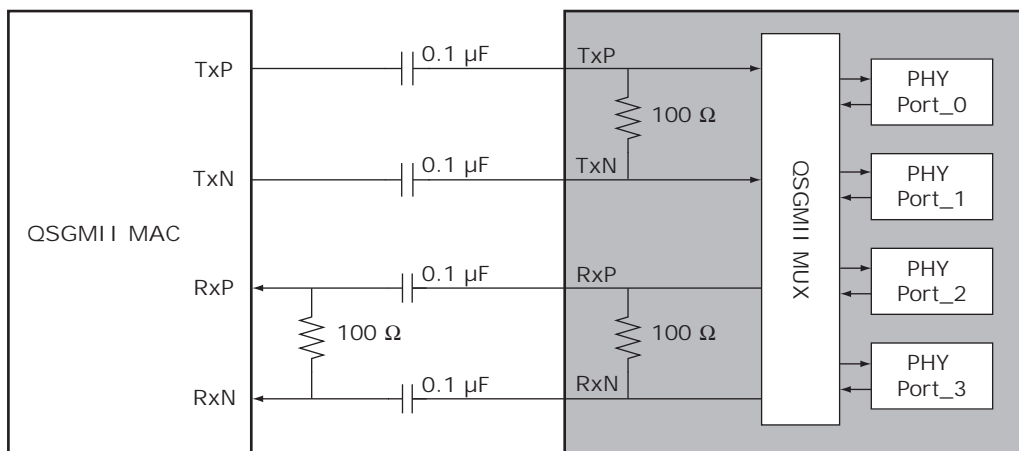 0.1 µF
TxP
TxP
PHY
Port_0
100 Ω
0.1 µF
TxN
TxN
PHY
Port_1
QSGMII MAC
QSGMII MUX
0.1 µF
RxP
RxP
PHY
Port_2
100 Ω
100 Ω
0.1 µF
RxN
RxN
PHY
Port_3